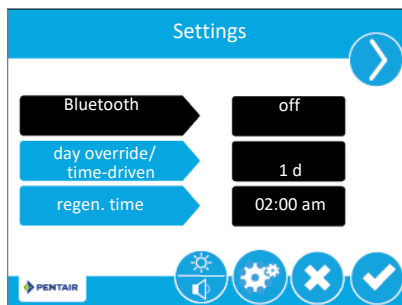 Settings
Bluetooth
off
day override/
time-driven
1 d
regen. time
02:00 am
PENTAIR